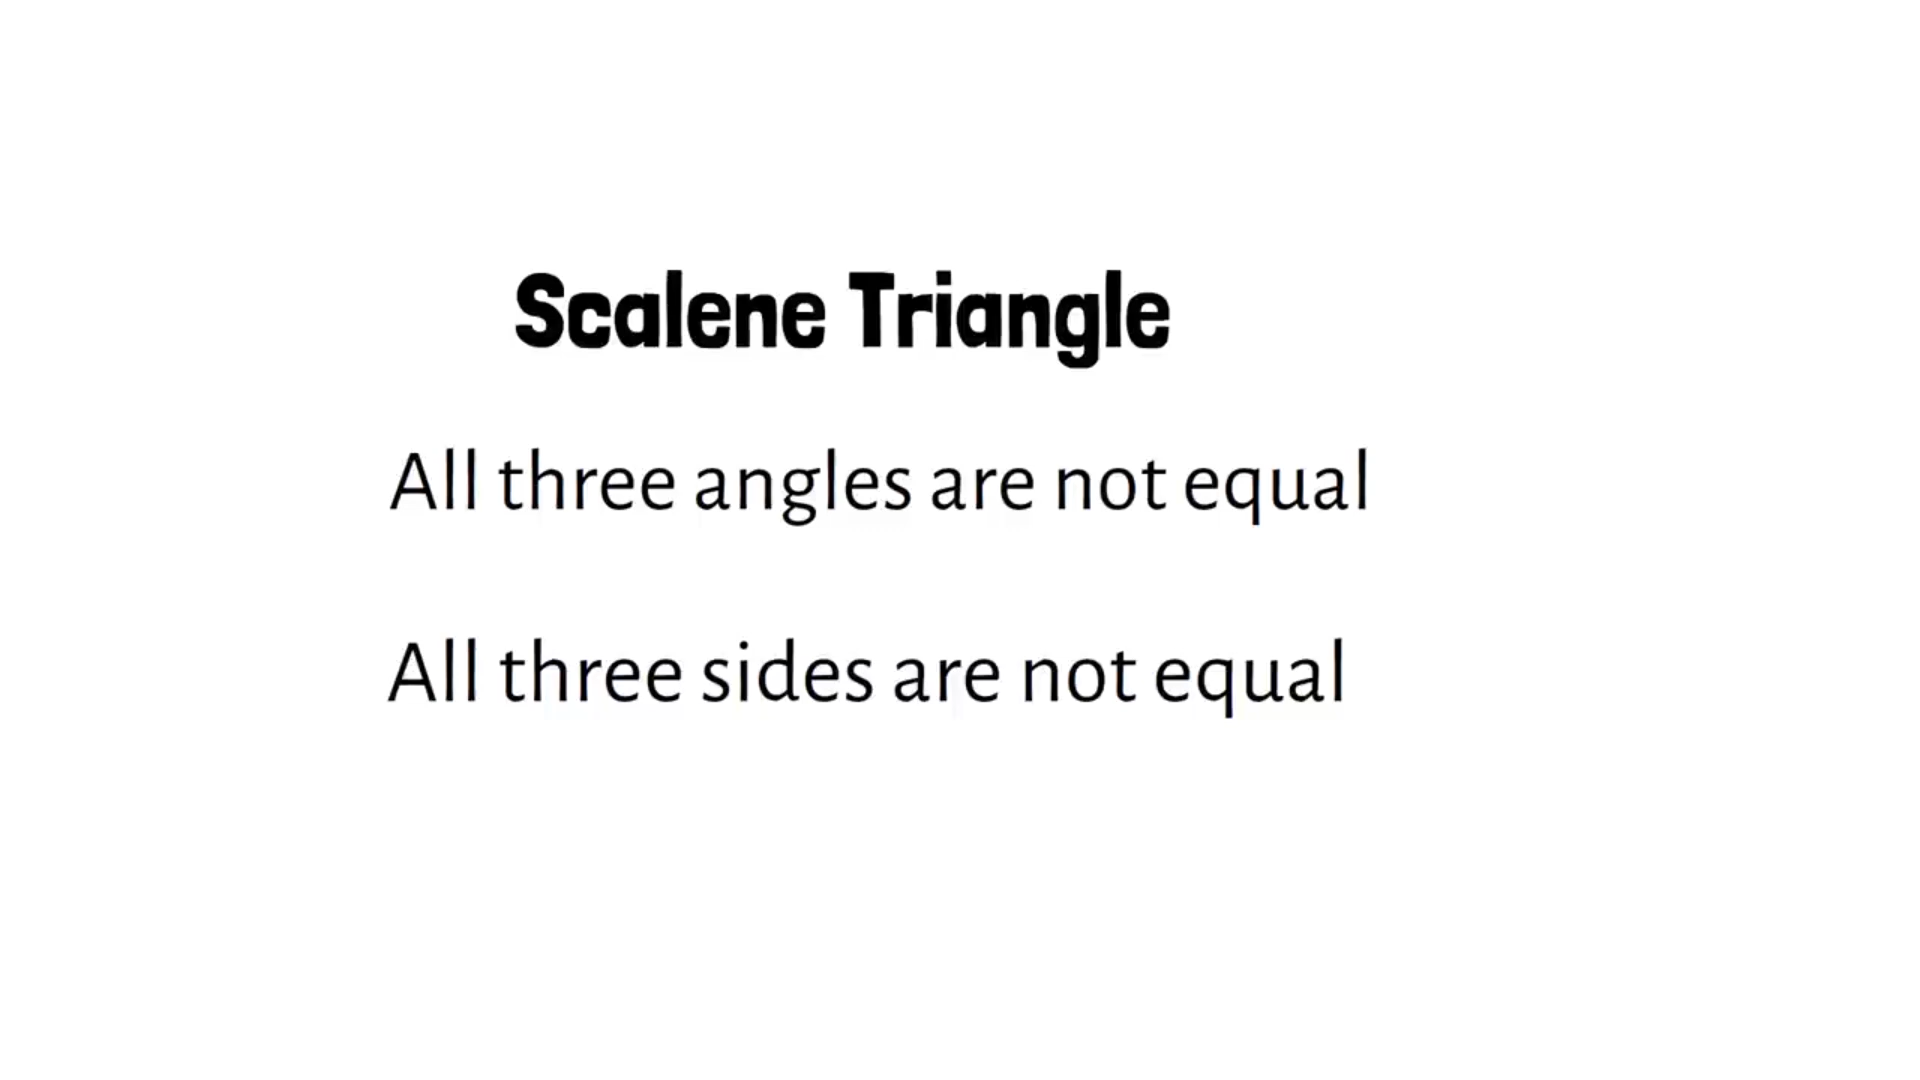 Scalene Triangle
All three angles are not equal
All three sides are not equal